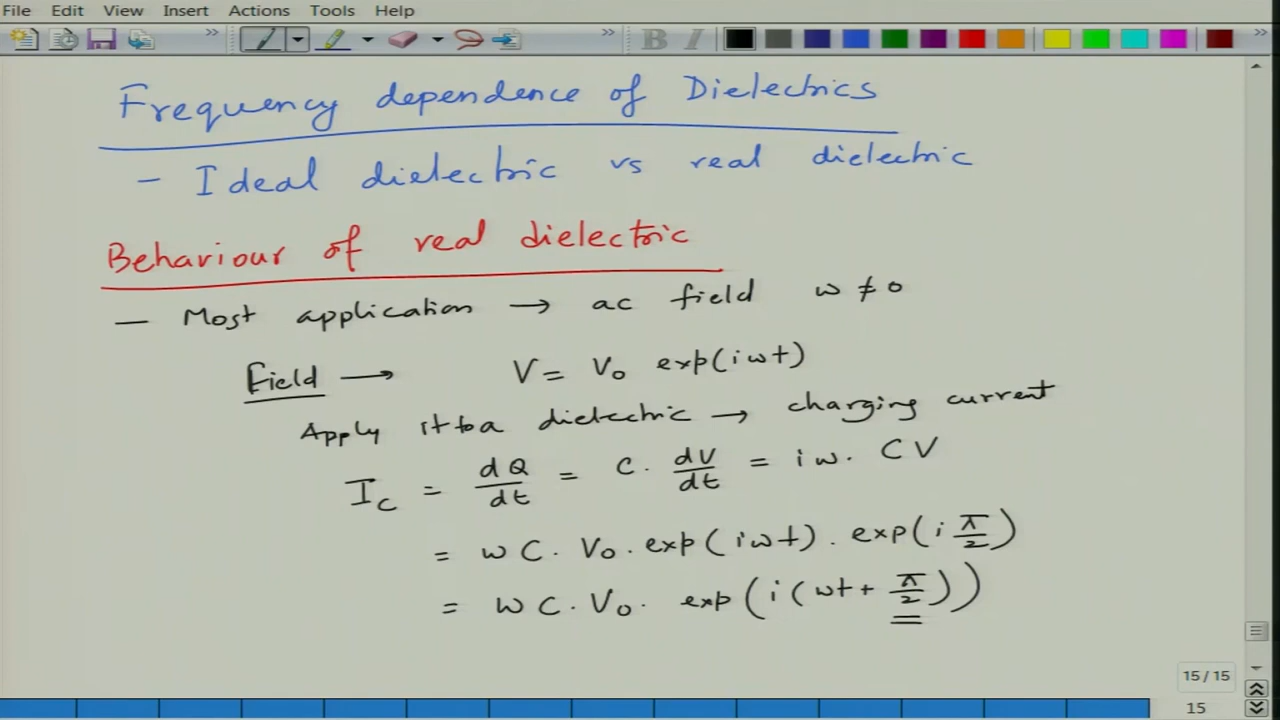 File Edit View Insert Actions Tools Help
B I
Frequency dependence of Dielectrics
- Ideal dielectric vs real dielectric
Behaviour of real dielectric
- Most application → ac field ω ≠ 0
Field → V = V₀ exp(iωt)
Apply it to a dielectric → charging current
I_C = dQ/dt = C. dV/dt = iω. CV
= ωC. V₀. exp(iωt). exp(i π/2)
= ωC. V₀. exp(i(ωt + π/2))
15 / 15
15